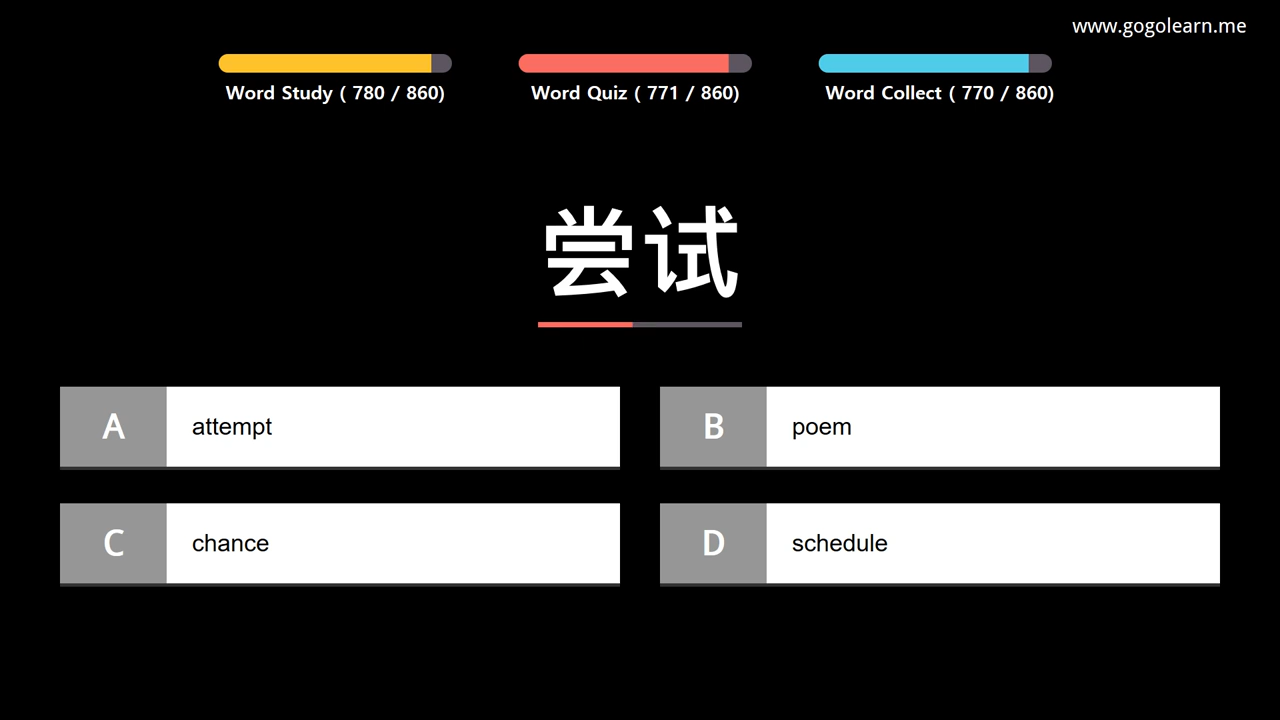 www.gogolearn.me
Word Study ( 780 / 860)
Word Quiz ( 771 / 860)
Word Collect ( 770 / 860)
尝试
A attempt
B poem
C chance
D schedule